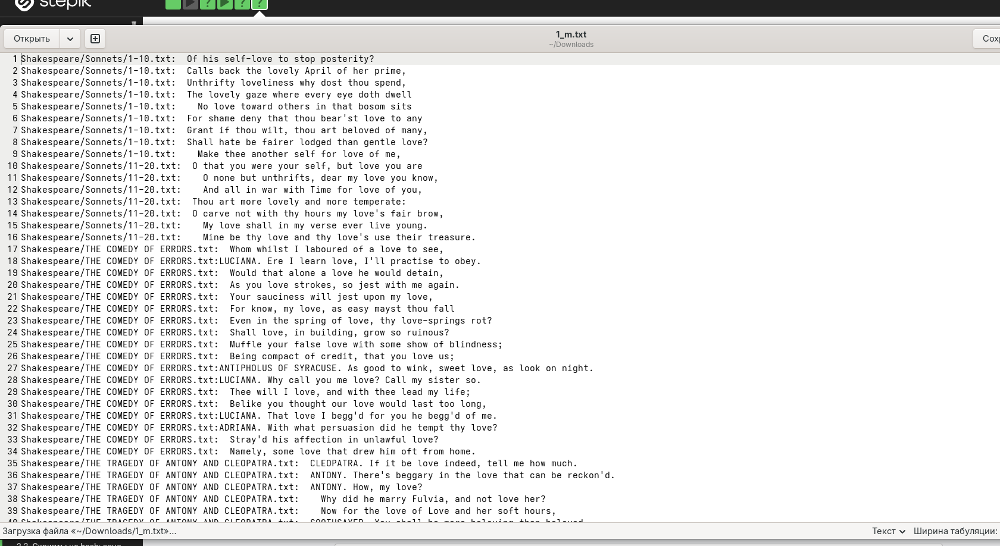 stepik
Открыть
1_m.txt
~/Downloads
1 Shakespeare/Sonnets/1-10.txt:  Of his self-love to stop posterity?
2 Shakespeare/Sonnets/1-10.txt:  Calls back the lovely April of her prime,
3 Shakespeare/Sonnets/1-10.txt:  Unthrifty loveliness why dost thou spend,
4 Shakespeare/Sonnets/1-10.txt:  The lovely gaze where every eye doth dwell
5 Shakespeare/Sonnets/1-10.txt:    No love toward others in that bosom sits
6 Shakespeare/Sonnets/1-10.txt:  For shame deny that thou bear'st love to any
7 Shakespeare/Sonnets/1-10.txt:  Grant if thou wilt, thou art beloved of many,
8 Shakespeare/Sonnets/1-10.txt:  Shall hate be fairer lodged than gentle love?
9 Shakespeare/Sonnets/1-10.txt:    Make thee another self for love of me,
10 Shakespeare/Sonnets/11-20.txt:  O that you were your self, but love you are
11 Shakespeare/Sonnets/11-20.txt:    O none but unthrifts, dear my love you know,
12 Shakespeare/Sonnets/11-20.txt:    And all in war with Time for love of you,
13 Shakespeare/Sonnets/11-20.txt:  Thou art more lovely and more temperate:
14 Shakespeare/Sonnets/11-20.txt:  O carve not with thy hours my love's fair brow,
15 Shakespeare/Sonnets/11-20.txt:    My love shall in my verse ever live young.
16 Shakespeare/Sonnets/11-20.txt:    Mine be thy love and thy love's use their treasure.
17 Shakespeare/THE COMEDY OF ERRORS.txt:  Whom whilst I laboured of a love to see,
18 Shakespeare/THE COMEDY OF ERRORS.txt:LUCIANA. Ere I learn love, I'll practise to obey.
19 Shakespeare/THE COMEDY OF ERRORS.txt:  Would that alone a love he would detain,
20 Shakespeare/THE COMEDY OF ERRORS.txt:  As you love strokes, so jest with me again.
21 Shakespeare/THE COMEDY OF ERRORS.txt:  Your sauciness will jest upon my love,
22 Shakespeare/THE COMEDY OF ERRORS.txt:  For know, my love, as easy mayst thou fall
23 Shakespeare/THE COMEDY OF ERRORS.txt:  Even in the spring of love, thy love-springs rot?
24 Shakespeare/THE COMEDY OF ERRORS.txt:  Shall love, in building, grow so ruinous?
25 Shakespeare/THE COMEDY OF ERRORS.txt:  Muffle your false love with some show of blindness;
26 Shakespeare/THE COMEDY OF ERRORS.txt:  Being compact of credit, that you love us;
27 Shakespeare/THE COMEDY OF ERRORS.txt:ANTIPHOLUS OF SYRACUSE. As good to wink, sweet love, as look on night.
28 Shakespeare/THE COMEDY OF ERRORS.txt:LUCIANA. Why call you me love? Call my sister so.
29 Shakespeare/THE COMEDY OF ERRORS.txt:  Thee will I love, and with thee lead my life;
30 Shakespeare/THE COMEDY OF ERRORS.txt:  Belike you thought our love would last too long,
31 Shakespeare/THE COMEDY OF ERRORS.txt:LUCIANA. That love I begg'd for you he begg'd of me.
32 Shakespeare/THE COMEDY OF ERRORS.txt:ADRIANA. With what persuasion did he tempt thy love?
33 Shakespeare/THE COMEDY OF ERRORS.txt:  Stray'd his affection in unlawful love?
34 Shakespeare/THE COMEDY OF ERRORS.txt:  Namely, some love that drew him oft from home.
35 Shakespeare/THE TRAGEDY OF ANTONY AND CLEOPATRA.txt:  CLEOPATRA. If it be love indeed, tell me how much.
36 Shakespeare/THE TRAGEDY OF ANTONY AND CLEOPATRA.txt:  ANTONY. There's beggary in the love that can be reckon'd.
37 Shakespeare/THE TRAGEDY OF ANTONY AND CLEOPATRA.txt:  ANTONY. How, my love?
38 Shakespeare/THE TRAGEDY OF ANTONY AND CLEOPATRA.txt:    Why did he marry Fulvia, and not love her?
39 Shakespeare/THE TRAGEDY OF ANTONY AND CLEOPATRA.txt:    Now for the love of Love and her soft hours,
40 Shakespeare/THE TRAGEDY OF ANTONY AND CLEOPATRA.txt:  SOOTHSAYER. You shall be more beloving than beloved.
Загрузка файла «~/Downloads/1_m.txt»...
Текст
Ширина табуляции: